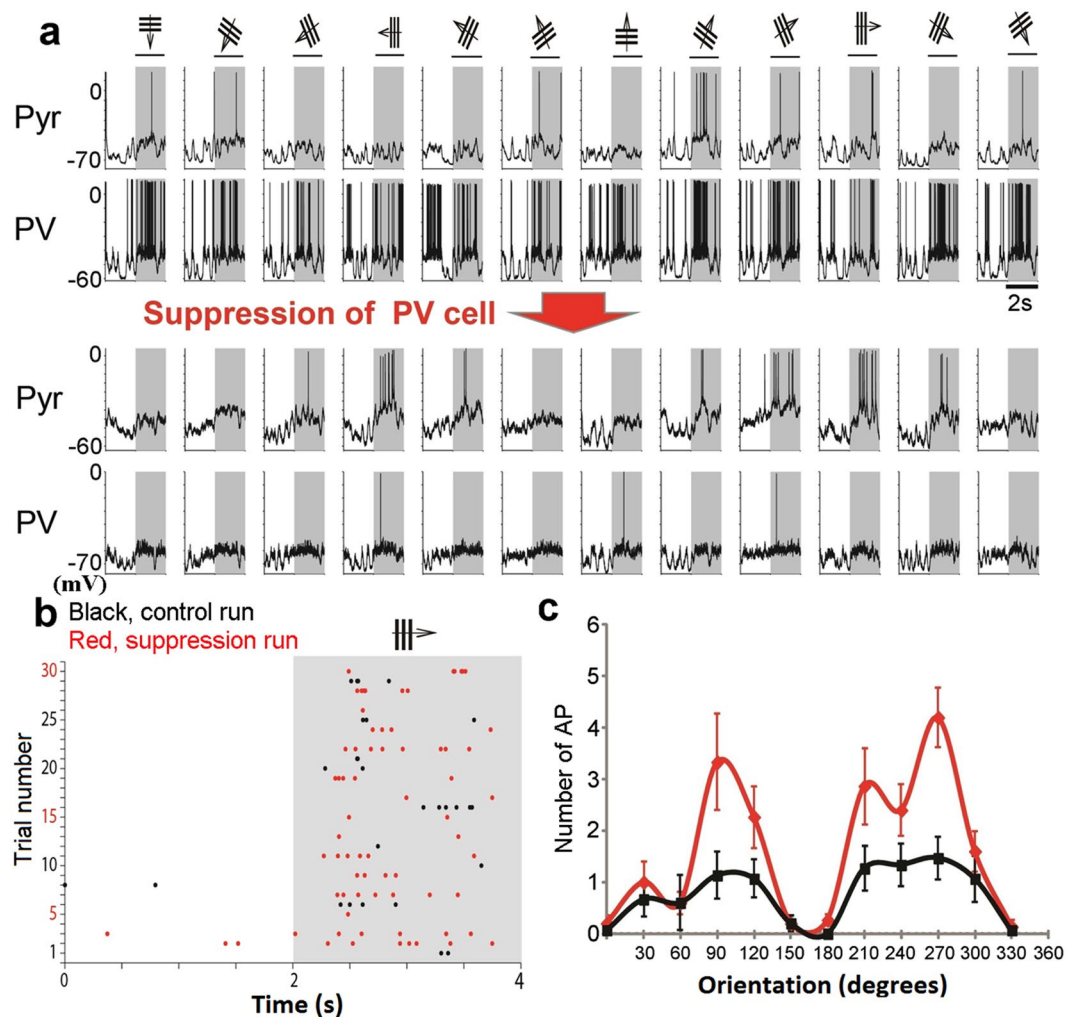 a
Pyr
0
-70
PV
0
-60
2s
Suppression of PV cell
Pyr
0
-60
PV
0
-70
(mV)
b
Black, control run
Red, suppression run
Trial number
30
25
20
15
10
5
1
0
2
4
Time (s)
c
Number of AP
6
5
4
3
2
1
0
30 60 90 120 150 180 210 240 270 300 330 360
Orientation (degrees)